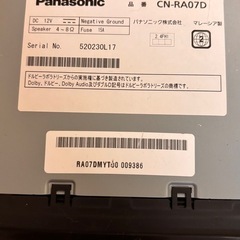 Panasonic 品番 CN-RA07D
DC 12V Negative Ground
Speaker 4～8Ω Fuse 15A
パナソニック株式会社 マレーシア製
2.4FH1
2
Serial No. 520230L17
ドルビーラボラトリーズからの実施権に基づき製造されています。
Dolby、ドルビー、Dolby Audio及びダブルD記号はドルビーラボラトリーズの商標です。
RA07DMYT00 009386